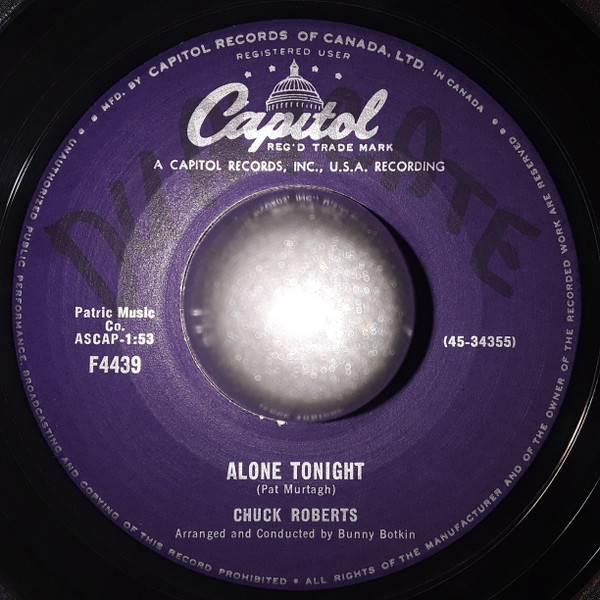 • MFD. BY CAPITOL RECORDS OF CANADA, LTD. IN CANADA •
REGISTERED USER
Capitol
REG'D TRADE MARK
A CAPITOL RECORDS, INC., U.S.A. RECORDING
DUPLICATE
Patric Music
Co.
ASCAP-1:53
F4439
(45-34355)
ALONE TONIGHT
(Pat Murtagh)
CHUCK ROBERTS
Arranged and Conducted by Bunny Botkin
• UNAUTHORIZED PUBLIC PERFORMANCE, BROADCASTING AND COPYING OF THIS RECORD PROHIBITED • ALL RIGHTS OF THE MANUFACTURER AND OF THE OWNER OF THE RECORDED WORK ARE RESERVED •